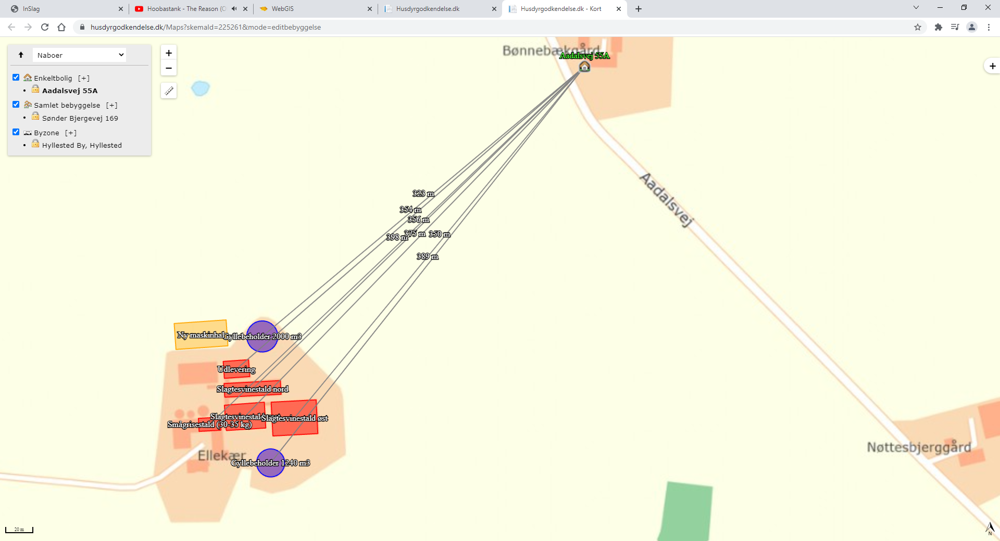 InSlag
Hoobastank - The Reason (O
WebGIS
Husdyrgodkendelse.dk
Husdyrgodkendelse.dk - Kort
husdyrgodkendelse.dk/Maps?skemaId=225261&mode=editbebyggelse
Naboer
Enkeltbolig [+]
Aadalsvej 55A
Samlet bebyggelse [+]
Sønder Bjergevej 169
Byzone [+]
Hyllested By, Hyllested
+
−
+
Bønnebækgård
Aadalsvej 55A
Aadalsvej
323 m
354 m
356 m
375 m
350 m
398 m
389 m
Ny maskinhal
Gyllebeholder 2000 m3
Udlevering
Slagtesvinestald nord
Slagtesvinestald
Slagtesvinestald øst
Smågrisestald (30-35 kg)
Ellekær
Gyllebeholder 1240 m3
Nøttesbjerggård
20 m
N